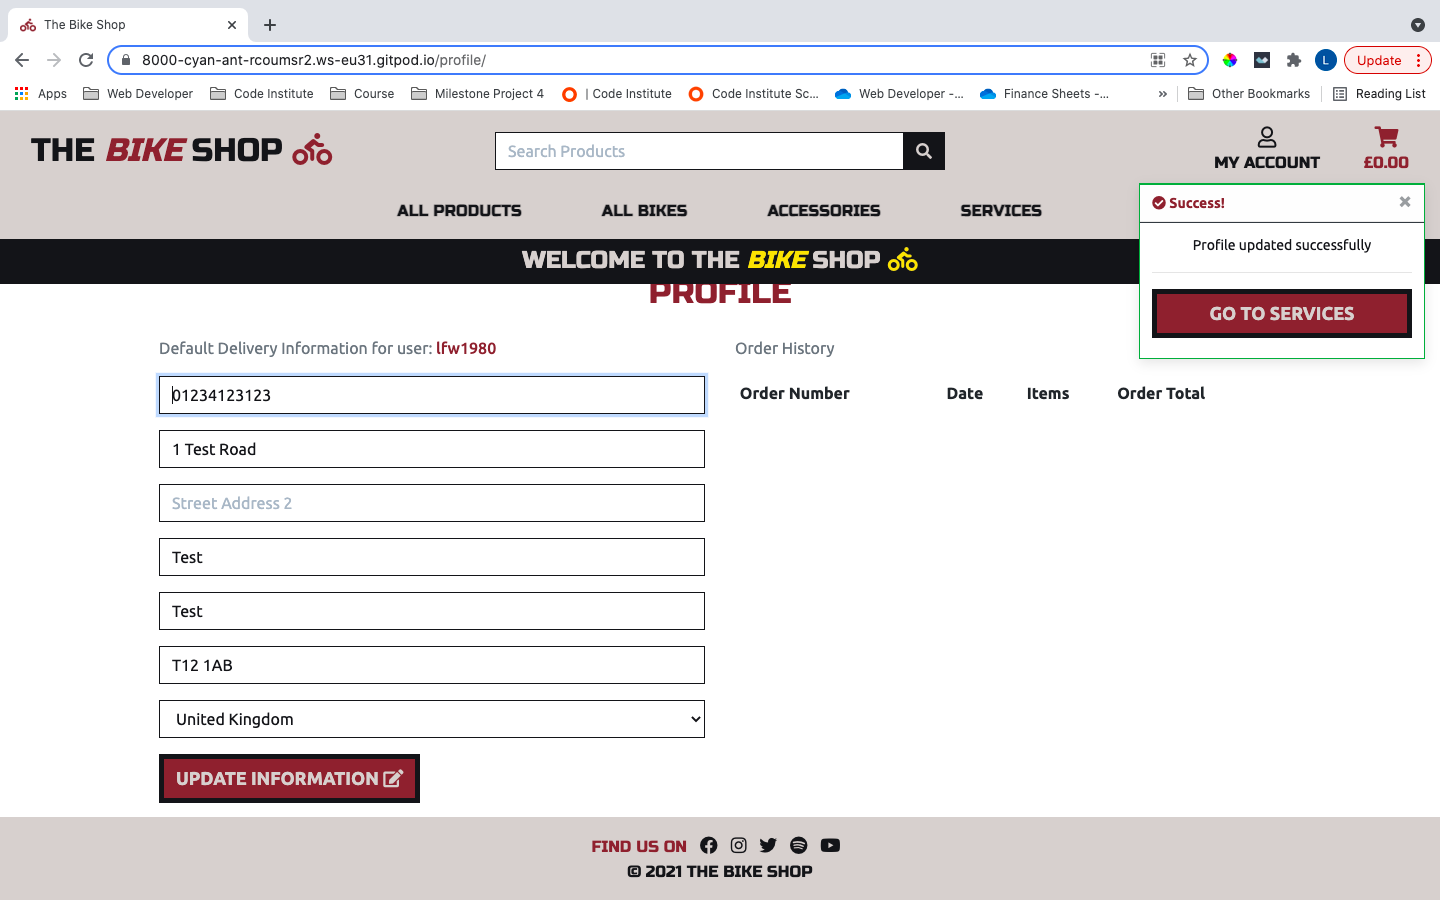 The Bike Shop
8000-cyan-ant-rcoumsr2.ws-eu31.gitpod.io/profile/
L
Update
Apps
Web Developer
Code Institute
Course
Milestone Project 4
| Code Institute
Code Institute Sc...
Web Developer -...
Finance Sheets -...
»
Other Bookmarks
Reading List
THE BIKE SHOP
Search Products
MY ACCOUNT
£0.00
ALL PRODUCTS
ALL BIKES
ACCESSORIES
SERVICES
Success!
Profile updated successfully
GO TO SERVICES
WELCOME TO THE BIKE SHOP
PROFILE
Default Delivery Information for user: lfw1980
Order History
01234123123
Order Number
Date
Items
Order Total
1 Test Road
Street Address 2
Test
Test
T12 1AB
United Kingdom
UPDATE INFORMATION
FIND US ON
© 2021 THE BIKE SHOP